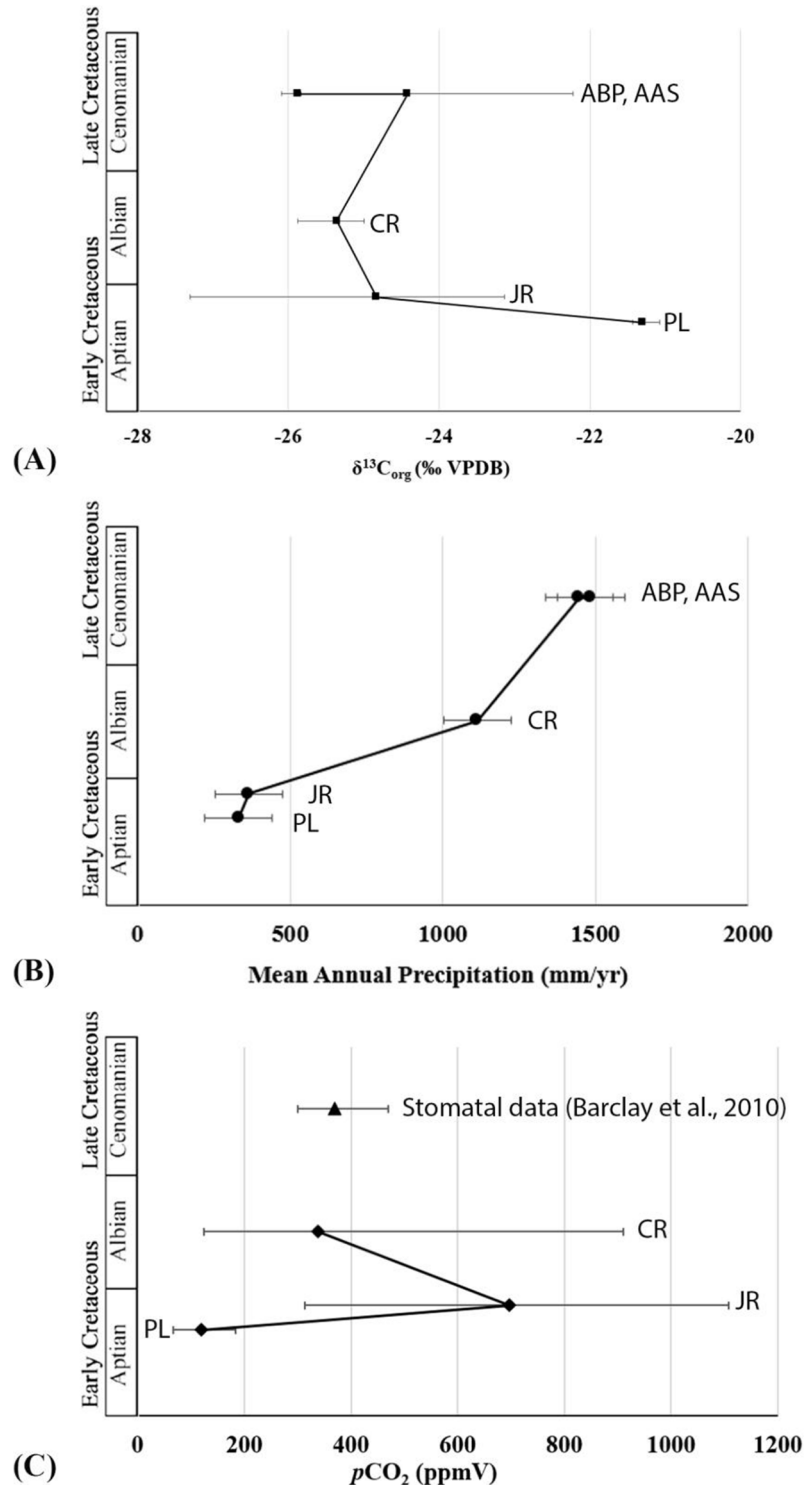 Late Cretaceous
Cenomanian
Early Cretaceous
Albian
Aptian
ABP, AAS
CR
JR
PL
-28 -26 -24 -22 -20
(A)
δ¹³C_org (‰ VPDB)
Late Cretaceous
Cenomanian
Early Cretaceous
Albian
Aptian
ABP, AAS
CR
JR
PL
0 500 1000 1500 2000
(B)
Mean Annual Precipitation (mm/yr)
Late Cretaceous
Cenomanian
Early Cretaceous
Albian
Aptian
Stomatal data (Barclay et al., 2010)
CR
JR
PL
0 200 400 600 800 1000 1200
(C)
pCO₂ (ppmV)